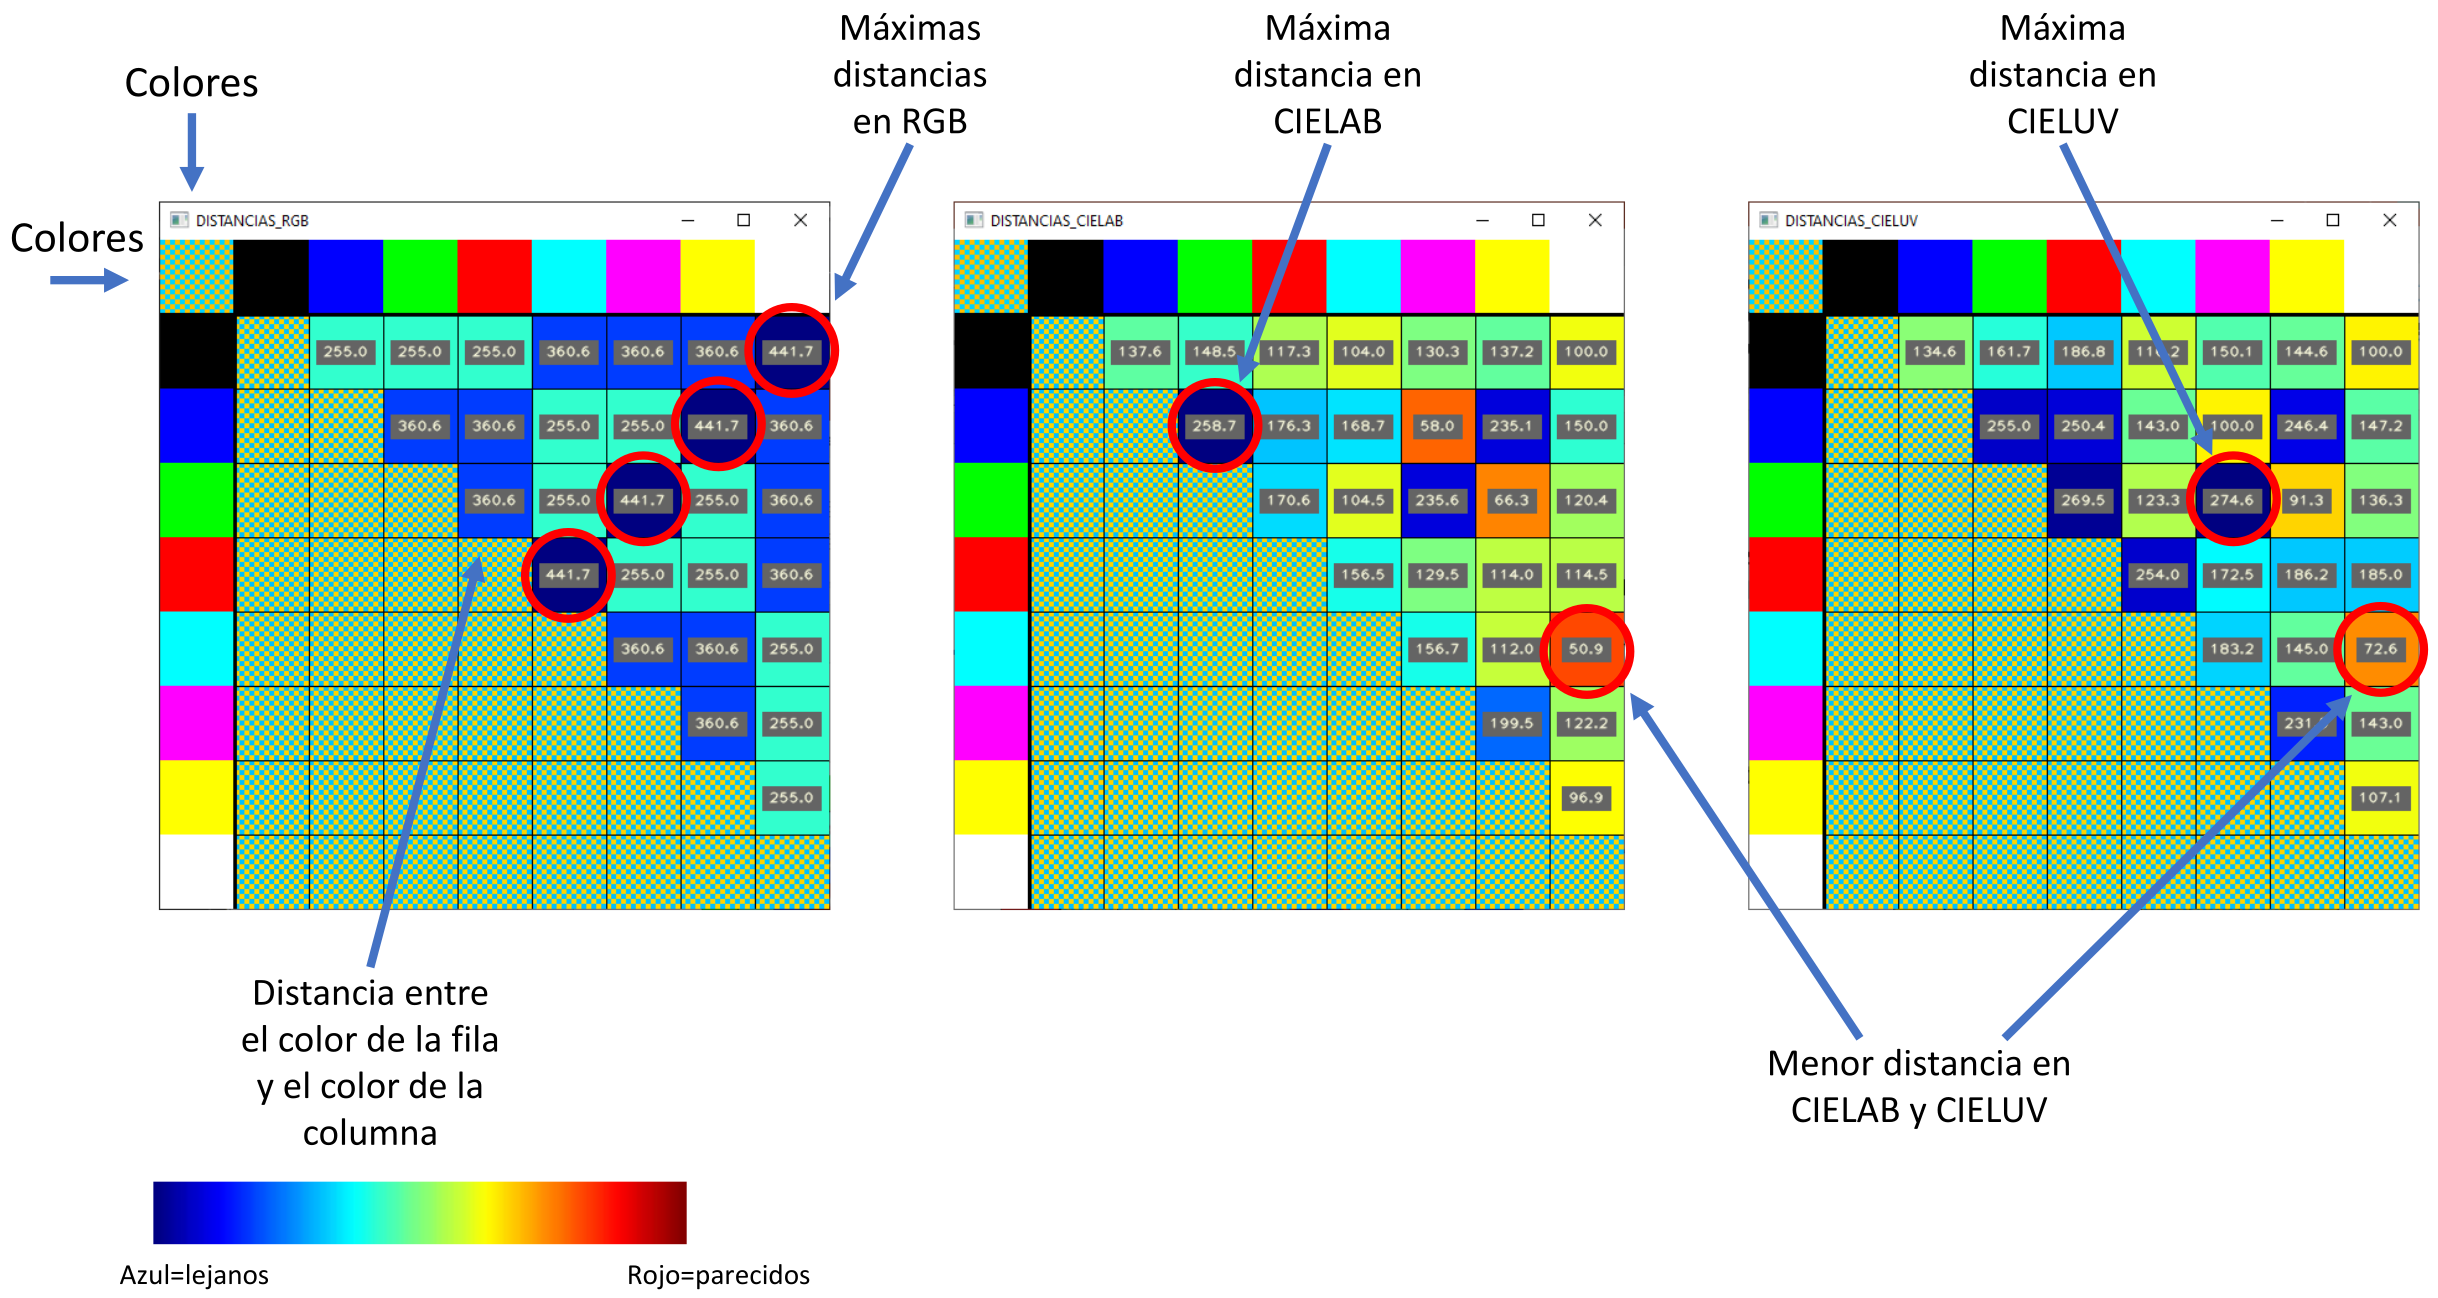 Colores
Colores
Máximas
distancias
en RGB
Máxima
distancia en
CIELAB
Máxima
distancia en
CIELUV
DISTANCIAS_RGB
255.0 255.0 255.0 360.6 360.6 360.6 441.7
360.6 360.6 255.0 255.0 441.7 360.6
360.6 255.0 441.7 255.0 360.6
441.7 255.0 255.0 360.6
360.6 360.6 255.0
360.6 255.0
255.0
DISTANCIAS_CIELAB
137.6 148.5 117.3 104.0 130.3 137.2 100.0
258.7 176.3 168.7 58.0 235.1 150.0
170.6 104.5 235.6 66.3 120.4
156.5 129.5 114.0 114.5
156.7 112.0 50.9
199.5 122.2
96.9
DISTANCIAS_CIELUV
134.6 161.7 186.8 150.1 144.6 100.0
255.0 250.4 143.0 100.0 246.4 147.2
269.5 123.3 274.6 91.3 136.3
254.0 172.5 186.2 185.0
183.2 145.0 72.6
143.0
107.1
Distancia entre
el color de la fila
y el color de la
columna
Menor distancia en
CIELAB y CIELUV
Azul=lejanos
Rojo=parecidos